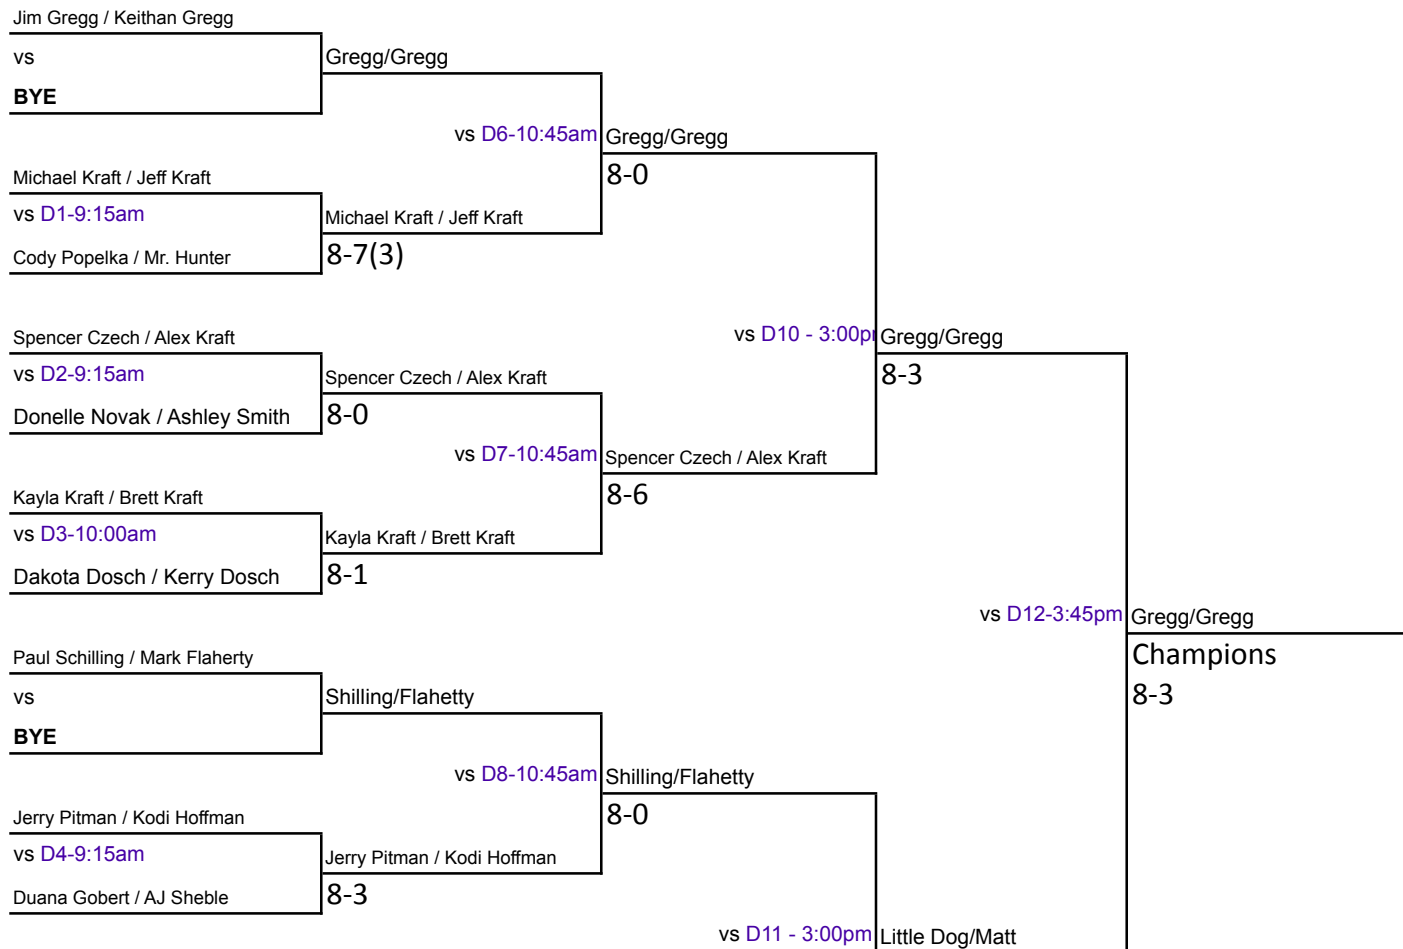 Jim Gregg / Keithan Gregg
vs
Gregg/Gregg
BYE
vs D6-10:45am
Gregg/Gregg
8-0
Michael Kraft / Jeff Kraft
vs D1-9:15am
Michael Kraft / Jeff Kraft
8-7(3)
Cody Popelka / Mr. Hunter
Spencer Czech / Alex Kraft
vs D10 - 3:00p
Gregg/Gregg
8-3
vs D2-9:15am
Spencer Czech / Alex Kraft
8-0
Donelle Novak / Ashley Smith
vs D7-10:45am
Spencer Czech / Alex Kraft
8-6
Kayla Kraft / Brett Kraft
vs D3-10:00am
Kayla Kraft / Brett Kraft
8-1
Dakota Dosch / Kerry Dosch
vs D12-3:45pm
Gregg/Gregg
Champions
8-3
Paul Schilling / Mark Flaherty
vs
Shilling/Flahetty
BYE
vs D8-10:45am
Shilling/Flahetty
8-0
Jerry Pitman / Kodi Hoffman
vs D4-9:15am
Jerry Pitman / Kodi Hoffman
8-3
Duana Gobert / AJ Sheble
vs D11 - 3:00pm
Little Dog/Matt